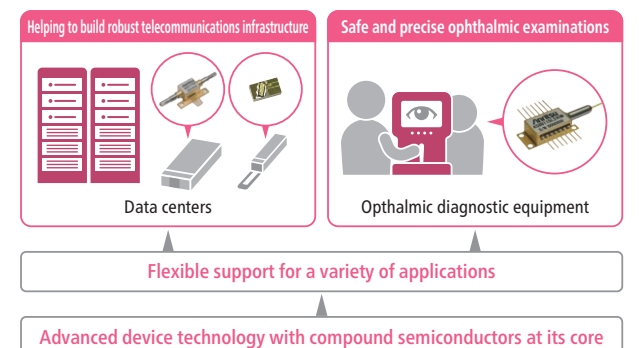 Helping to build robust telecommunications infrastructure
Safe and precise ophthalmic examinations
Anritsu
Data centers
Opthalmic diagnostic equipment
Flexible support for a variety of applications
Advanced device technology with compound semiconductors at its core